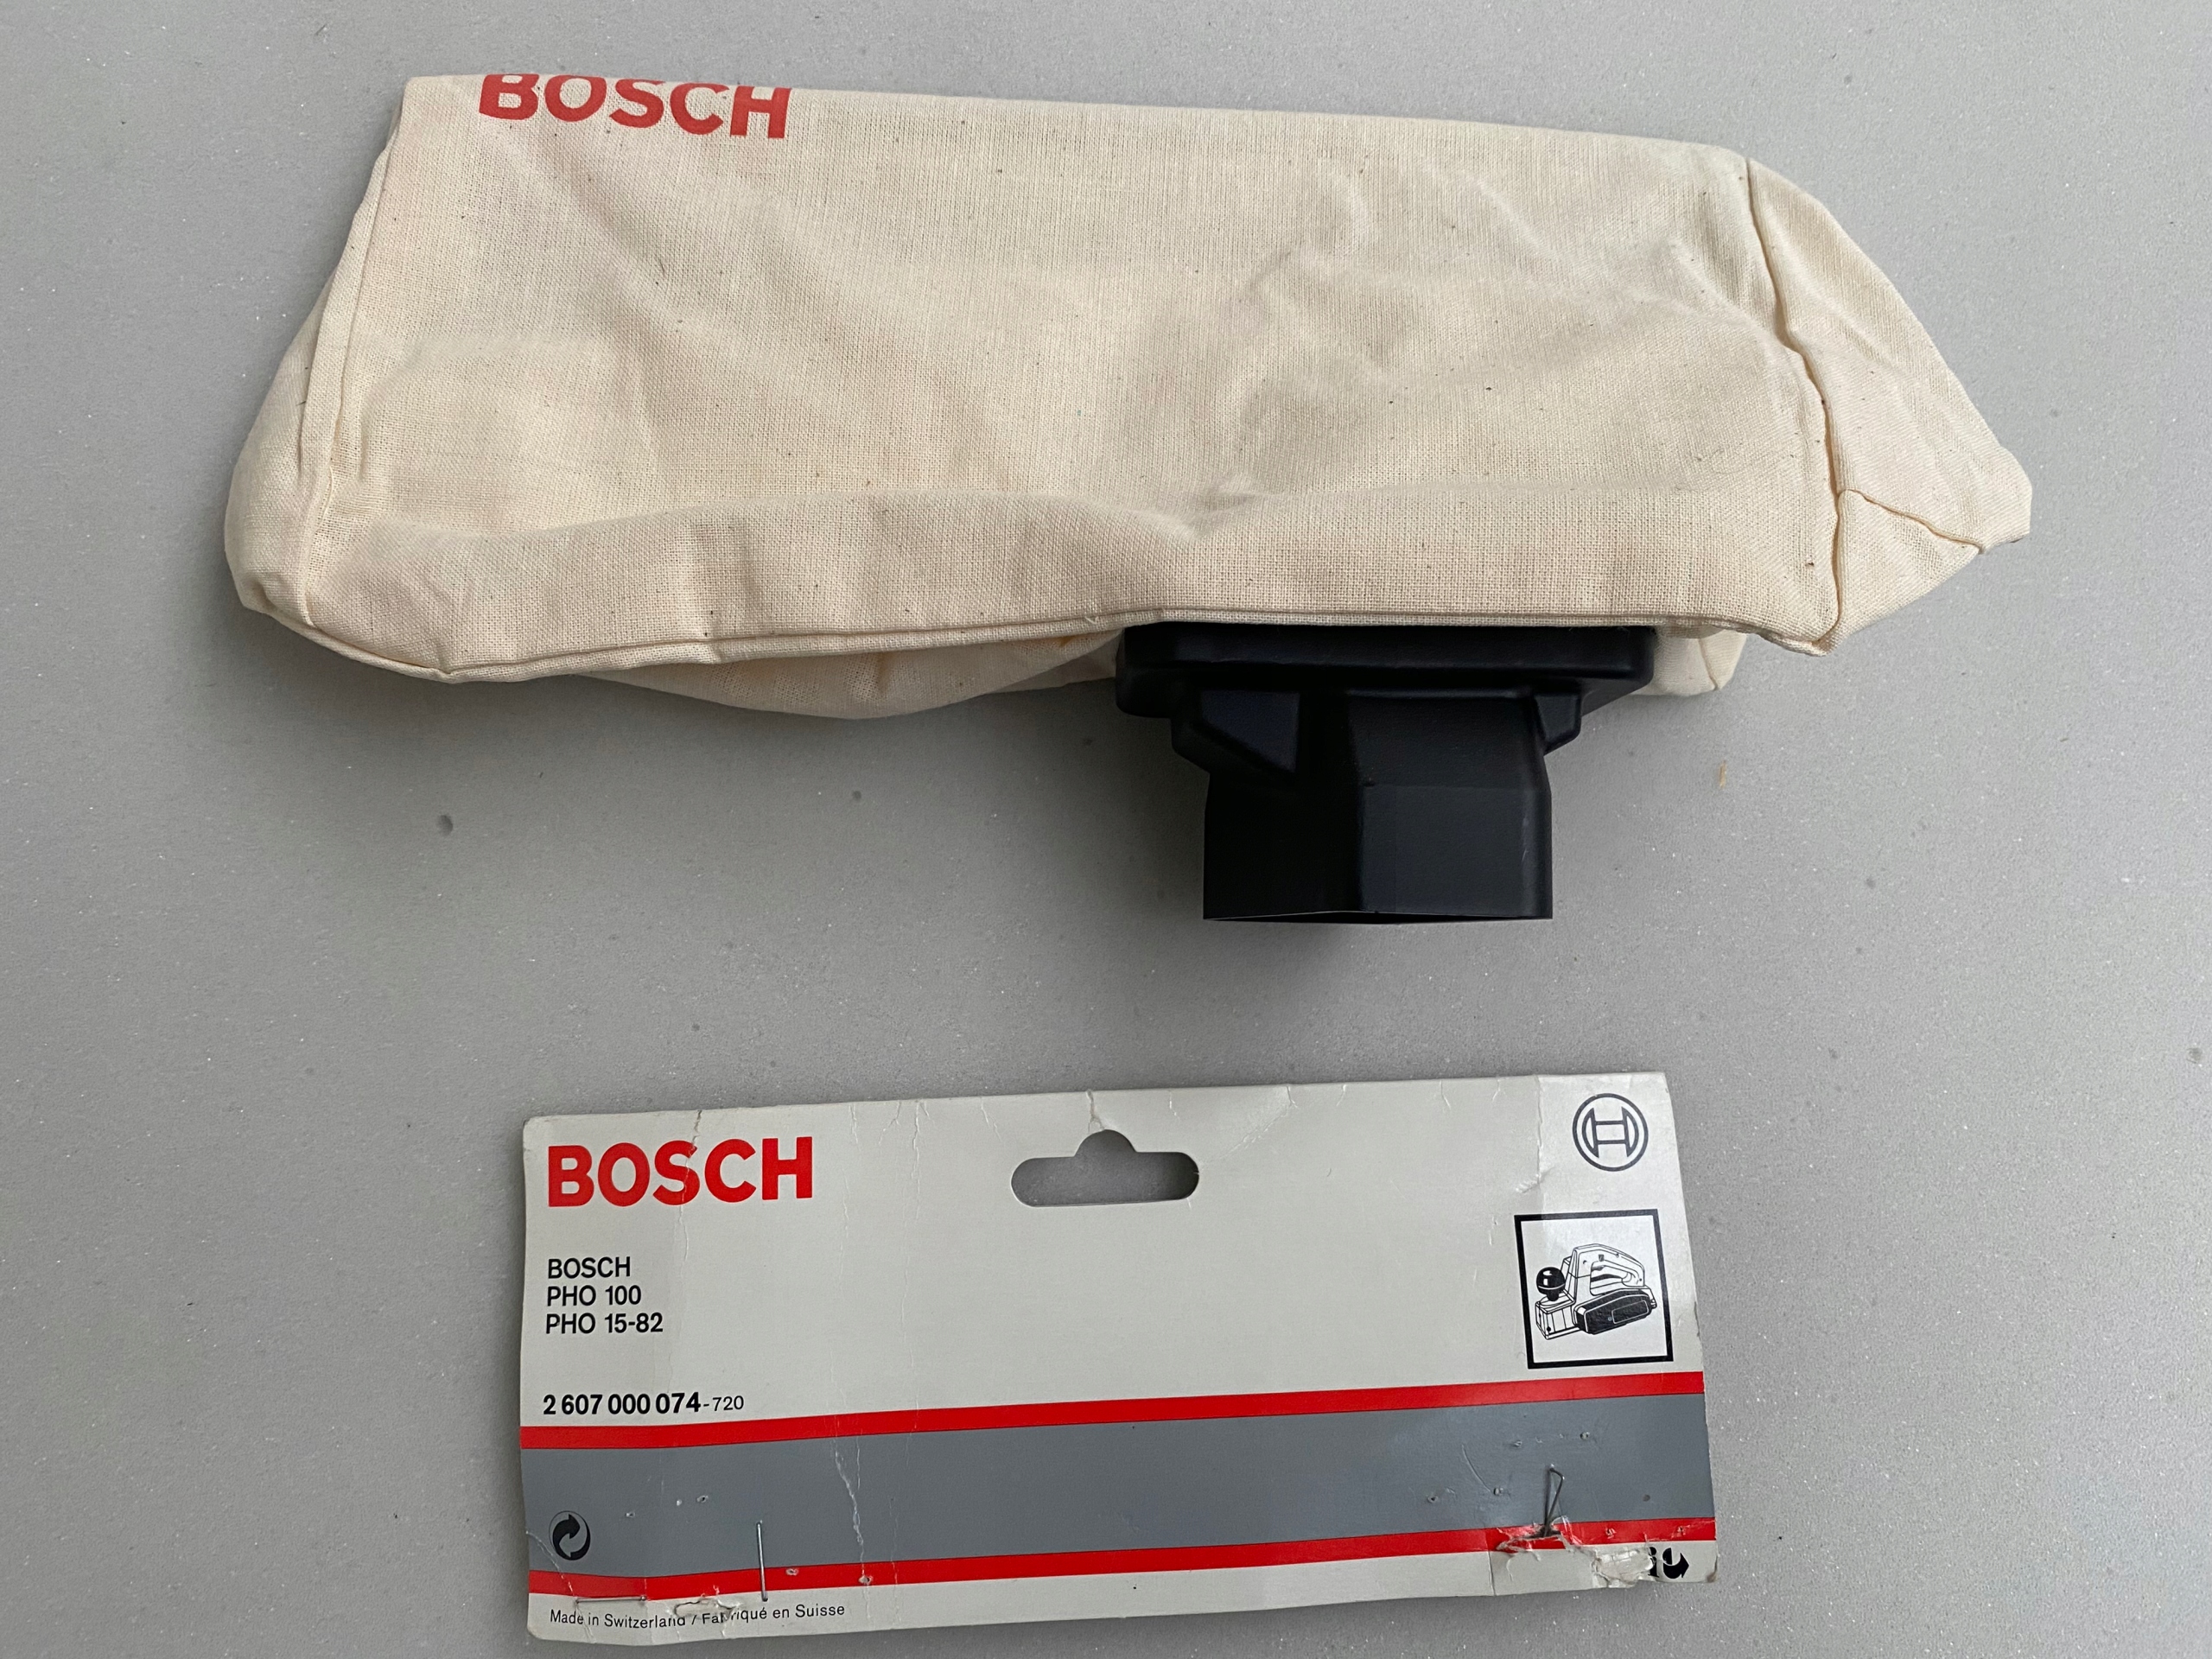 BOSCH
BOSCH
BOSCH
PHO 100
PHO 15-82
2 607 000 074-720
Made in Switzerland / Fabriqué en Suisse